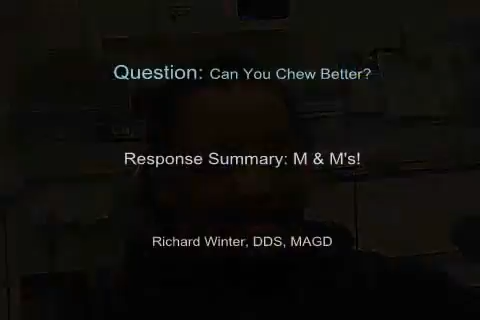 Question: Can You Chew Better?
Response Summary: M & M's!
Richard Winter, DDS, MAGD